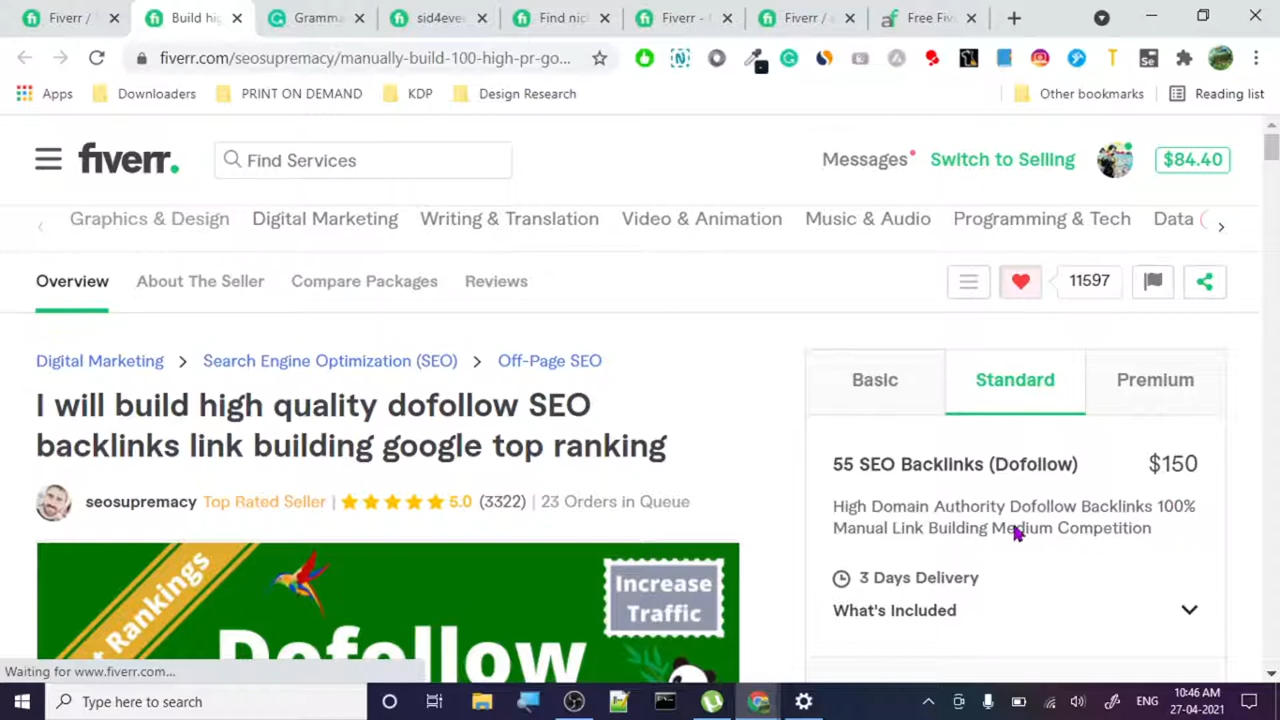 Fiverr /
Build hi
Gramma
sid4eve
Find nic
Fiverr -
Fiverr /
Free Five
fiverr.com/seosupremacy/manually-build-100-high-pr-go...
Apps
Downloaders
PRINT ON DEMAND
KDP
Design Research
Other bookmarks
Reading list
fiverr.
Find Services
Messages
Switch to Selling
$84.40
Graphics & Design
Digital Marketing
Writing & Translation
Video & Animation
Music & Audio
Programming & Tech
Data
Overview
About The Seller
Compare Packages
Reviews
11597
Digital Marketing > Search Engine Optimization (SEO) > Off-Page SEO
I will build high quality dofollow SEO
backlinks link building google top ranking
seosupremacy Top Rated Seller | 5.0 (3322) | 23 Orders in Queue
Rankings
Increase
Traffic
Dofollow
Basic
Standard
Premium
55 SEO Backlinks (Dofollow)
$150
High Domain Authority Dofollow Backlinks 100%
Manual Link Building Medium Competition
3 Days Delivery
What's Included
Waiting for www.fiverr.com...
Type here to search
ENG
10:46 AM
27-04-2021